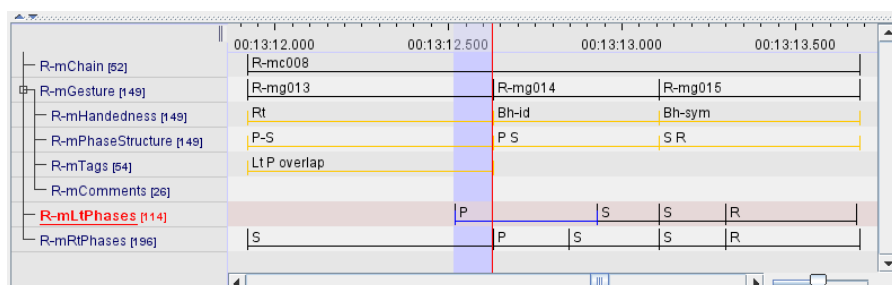 00:13:12.000 00:13:12.500 00:13:13.000 00:13:13.500
R-mChain [52] R-mc008
R-mGesture [149] R-mg013 R-mg014 R-mg015
R-mHandedness [149] Rt Bh-id Bh-sym
R-mPhaseStructure [149] P-S P S S R
R-mTags [54] Lt P overlap
R-mComments [26]
R-mLtPhases [114] P S S R
R-mRtPhases [196] S P S S R